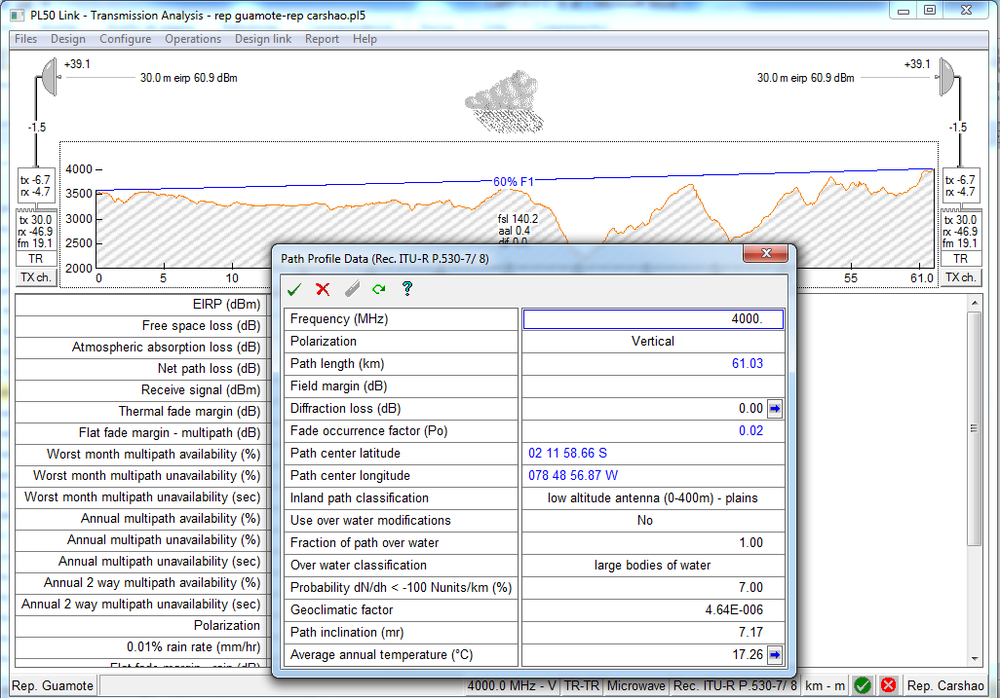 PL50 Link - Transmission Analysis - rep guamote-rep carshao.pl5
Files Design Configure Operations Design link Report Help
+39.1
30.0 m eirp 60.9 dBm
30.0 m eirp 60.9 dBm
+39.1
-1.5
-1.5
tx -6.7
rx -4.7
tx 30.0
rx -46.9
fm 19.1
TR
TX ch.
4000
3500
3000
2500
2000
60% F1
fsl 140.2
aal 0.4
dif 0.0
0 5 10 55 61.0
tx -6.7
rx -4.7
tx 30.0
rx -46.9
fm 19.1
TR
TX ch.
EIRP (dBm)
Free space loss (dB)
Atmospheric absorption loss (dB)
Net path loss (dB)
Receive signal (dBm)
Thermal fade margin (dB)
Flat fade margin - multipath (dB)
Worst month multipath availability (%)
Worst month multipath unavailability (%)
Worst month multipath unavailability (sec)
Annual multipath availability (%)
Annual multipath unavailability (%)
Annual multipath unavailability (sec)
Annual 2 way multipath availability (%)
Annual 2 way multipath unavailability (sec)
Polarization
0.01% rain rate (mm/hr)
Flat fade margin - rain (dB)
Path Profile Data (Rec. ITU-R P.530-7/ 8)
Frequency (MHz) 4000.
Polarization Vertical
Path length (km) 61.03
Field margin (dB)
Diffraction loss (dB) 0.00
Fade occurrence factor (Po) 0.02
Path center latitude 02 11 58.66 S
Path center longitude 078 48 56.87 W
Inland path classification low altitude antenna (0-400m) - plains
Use over water modifications No
Fraction of path over water 1.00
Over water classification large bodies of water
Probability dN/dh < -100 Nunits/km (%) 7.00
Geoclimatic factor 4.64E-006
Path inclination (mr) 7.17
Average annual temperature (°C) 17.26
Rep. Guamote 4000.0 MHz - V TR-TR Microwave Rec. ITU-R P.530-7/ 8 km - m Rep. Carshao